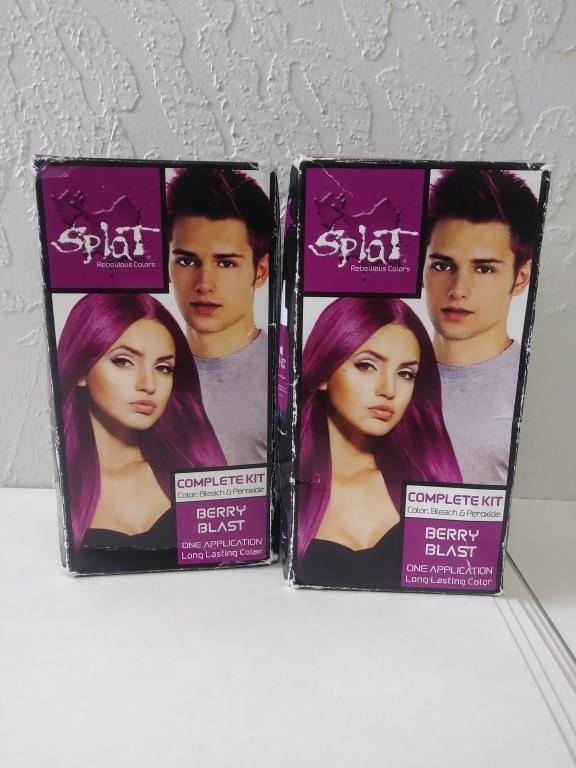 Splat
Rebellious Colors
COMPLETE KIT
Color, Bleach & Peroxide
BERRY
BLAST
ONE APPLICATION
Long Lasting Color
Splat
Rebellious Colors
COMPLETE KIT
Color, Bleach & Peroxide
BERRY
BLAST
ONE APPLICATION
Long Lasting Color